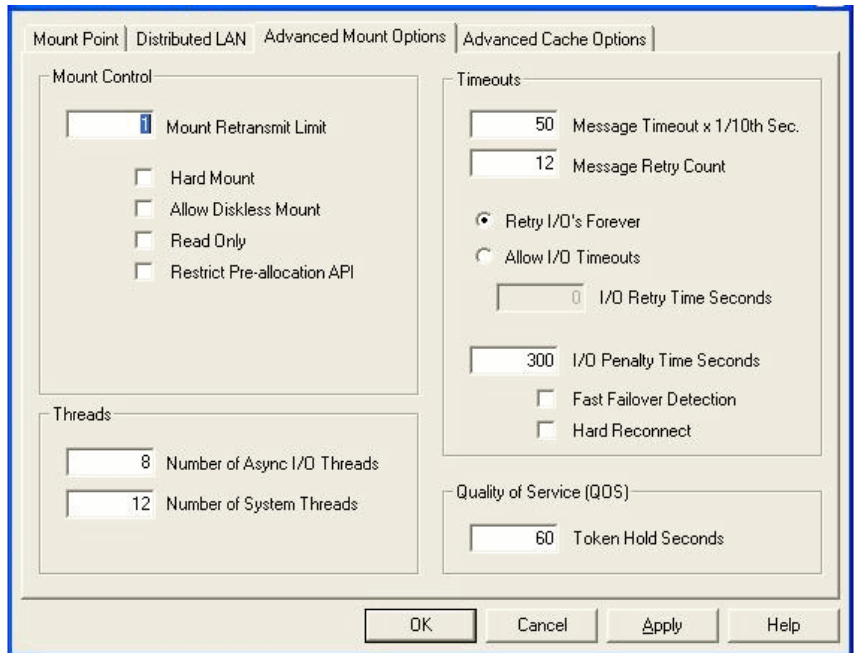 Mount Point
Distributed LAN
Advanced Mount Options
Advanced Cache Options
Mount Control
1 Mount Retransmit Limit
Hard Mount
Allow Diskless Mount
Read Only
Restrict Pre-allocation API
Threads
8 Number of Async I/O Threads
12 Number of System Threads
Timeouts
50 Message Timeout x 1/10th Sec.
12 Message Retry Count
Retry I/O's Forever
Allow I/O Timeouts
0 I/O Retry Time Seconds
300 I/O Penalty Time Seconds
Fast Failover Detection
Hard Reconnect
Quality of Service (QOS)
60 Token Hold Seconds
OK
Cancel
Apply
Help